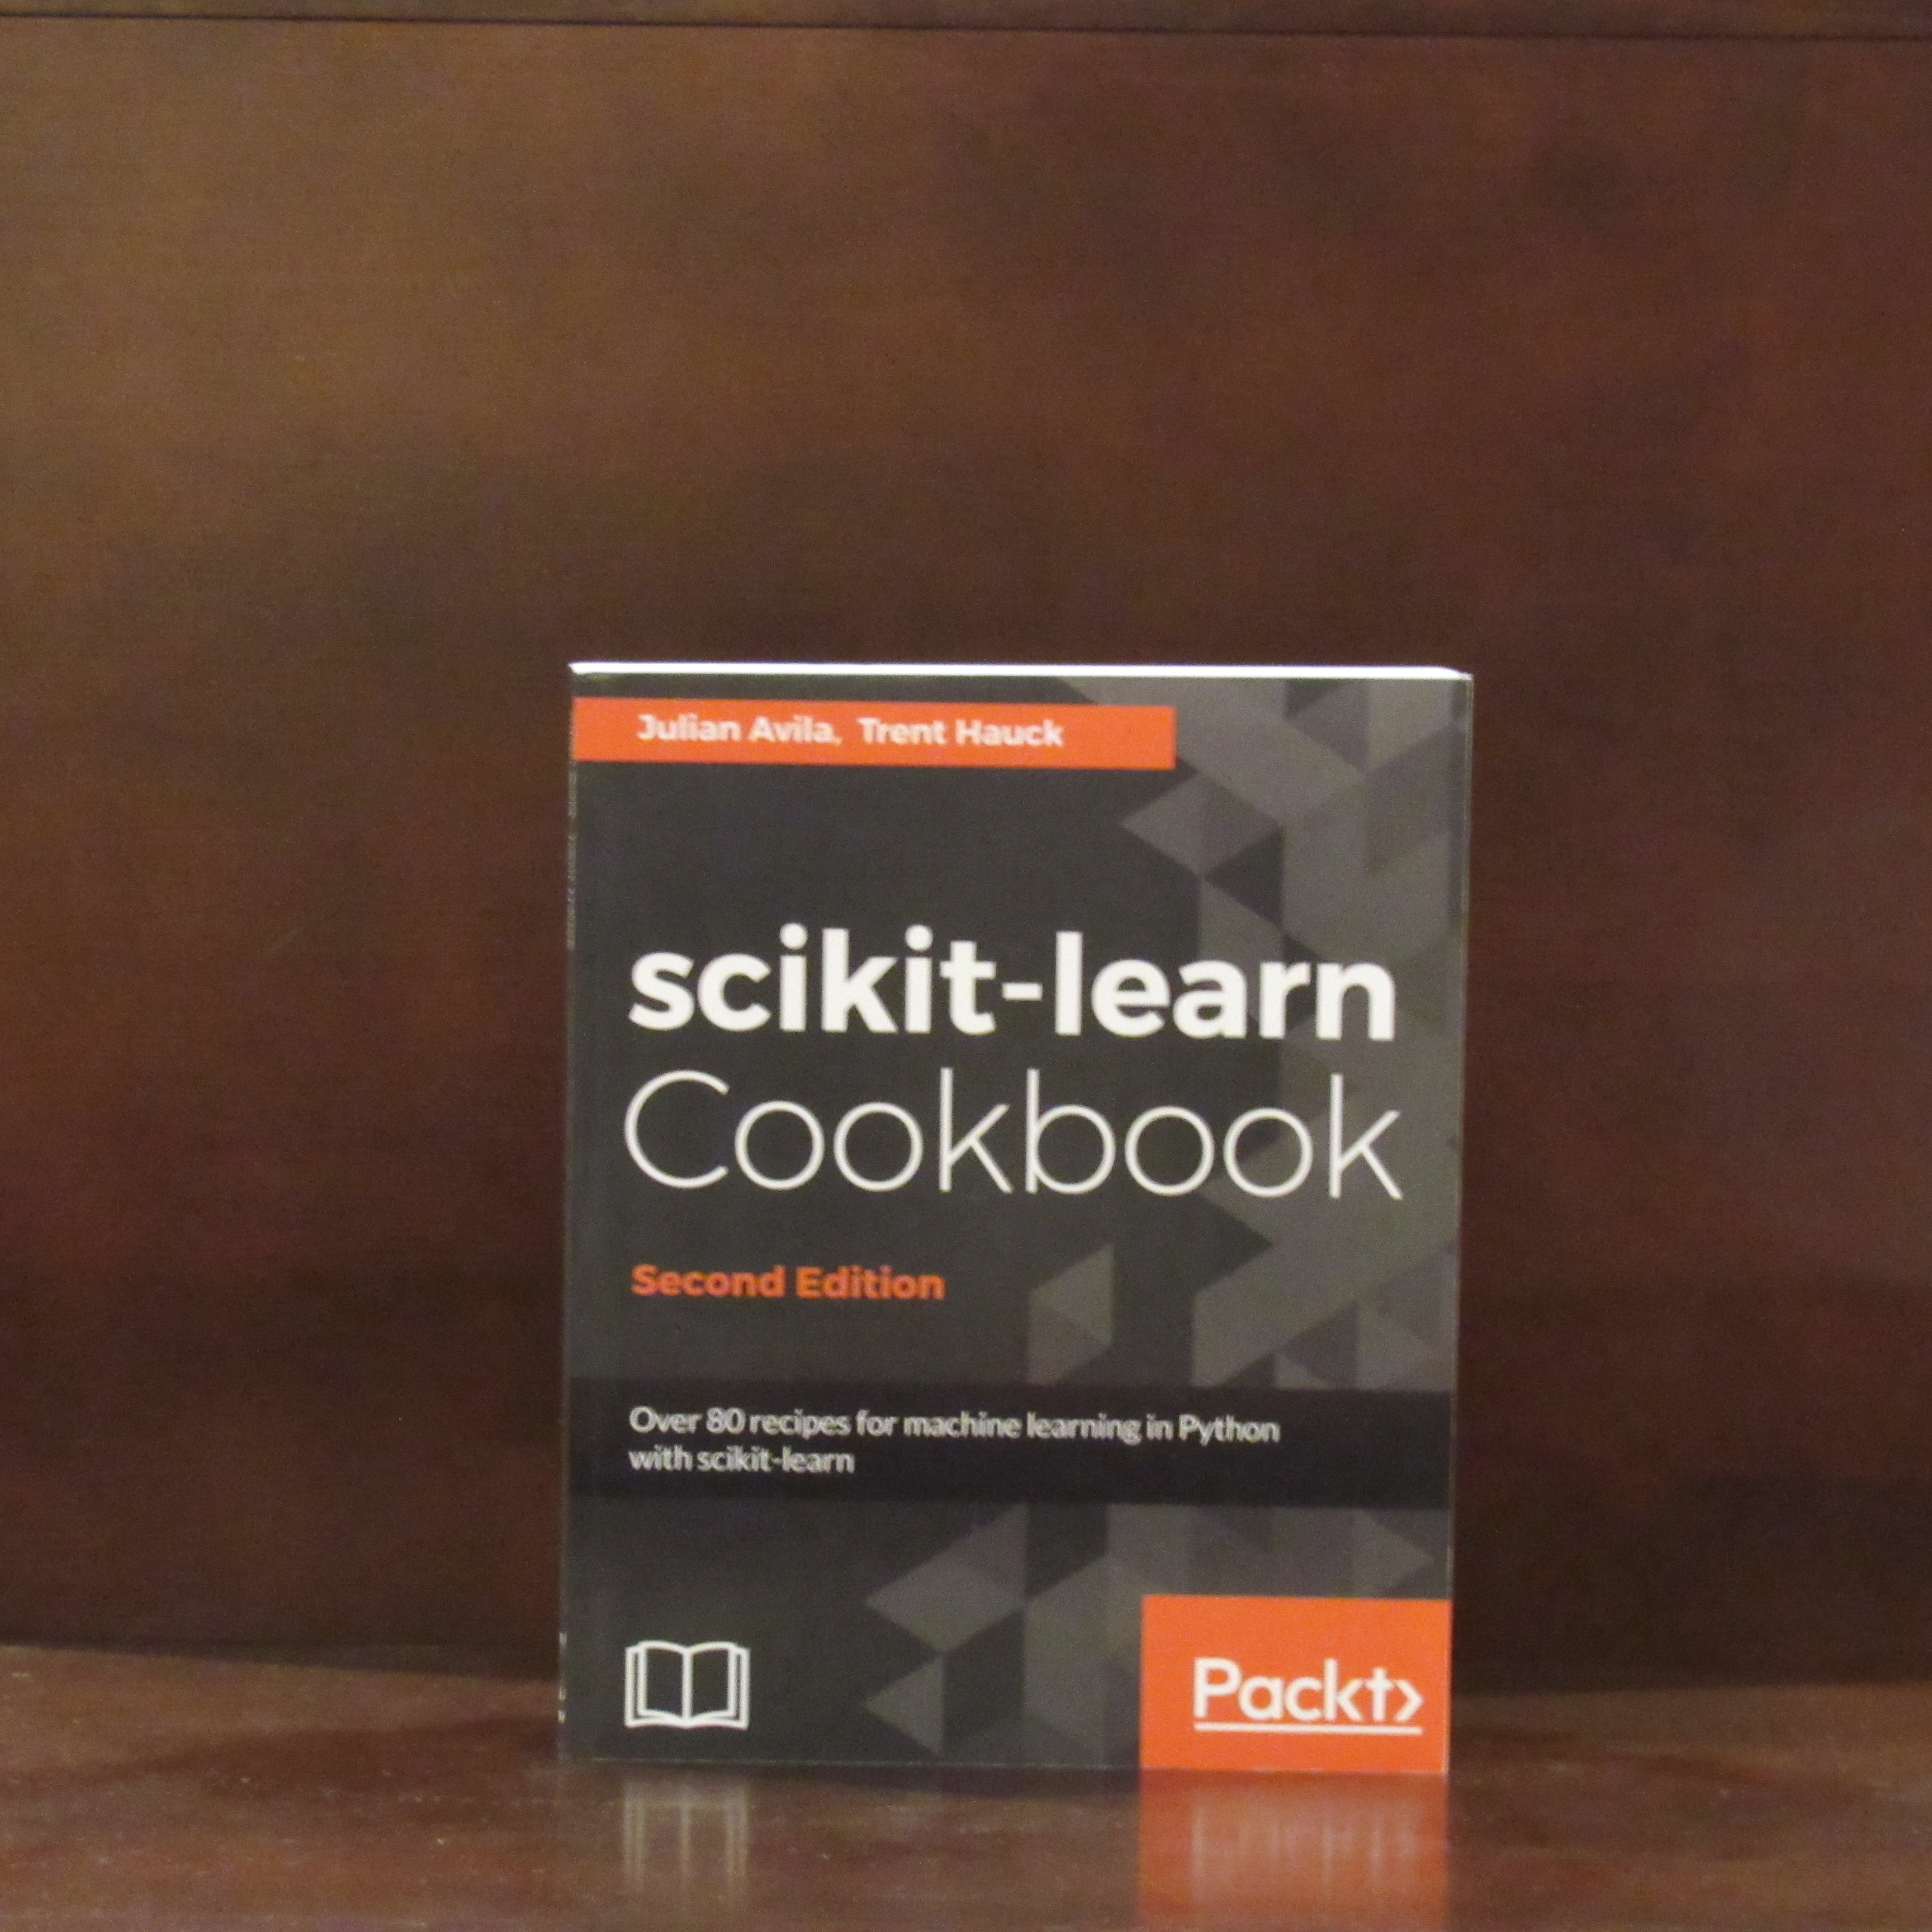 Julian Avila, Trent Hauck
scikit-learn
Cookbook
Second Edition
Over 80 recipes for machine learning in Python
with scikit-learn
Packt>